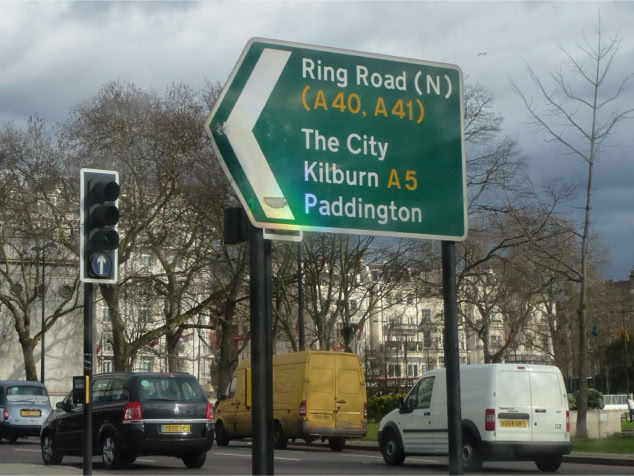 Ring Road (N)
(A40, A41)
The City
Kilburn A5
Paddington